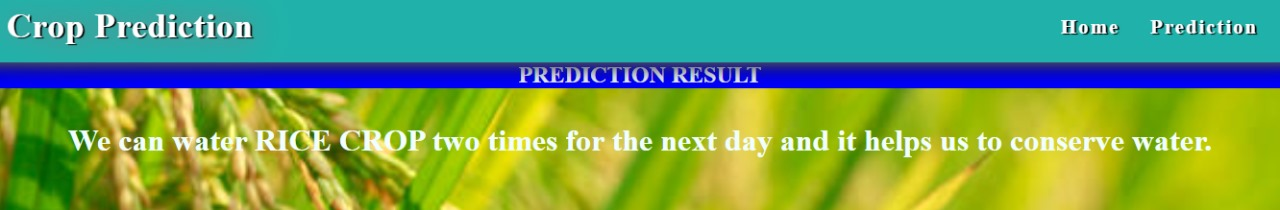 Crop Prediction
Home Prediction
PREDICTION RESULT
We can water RICE CROP two times for the next day and it helps us to conserve water.